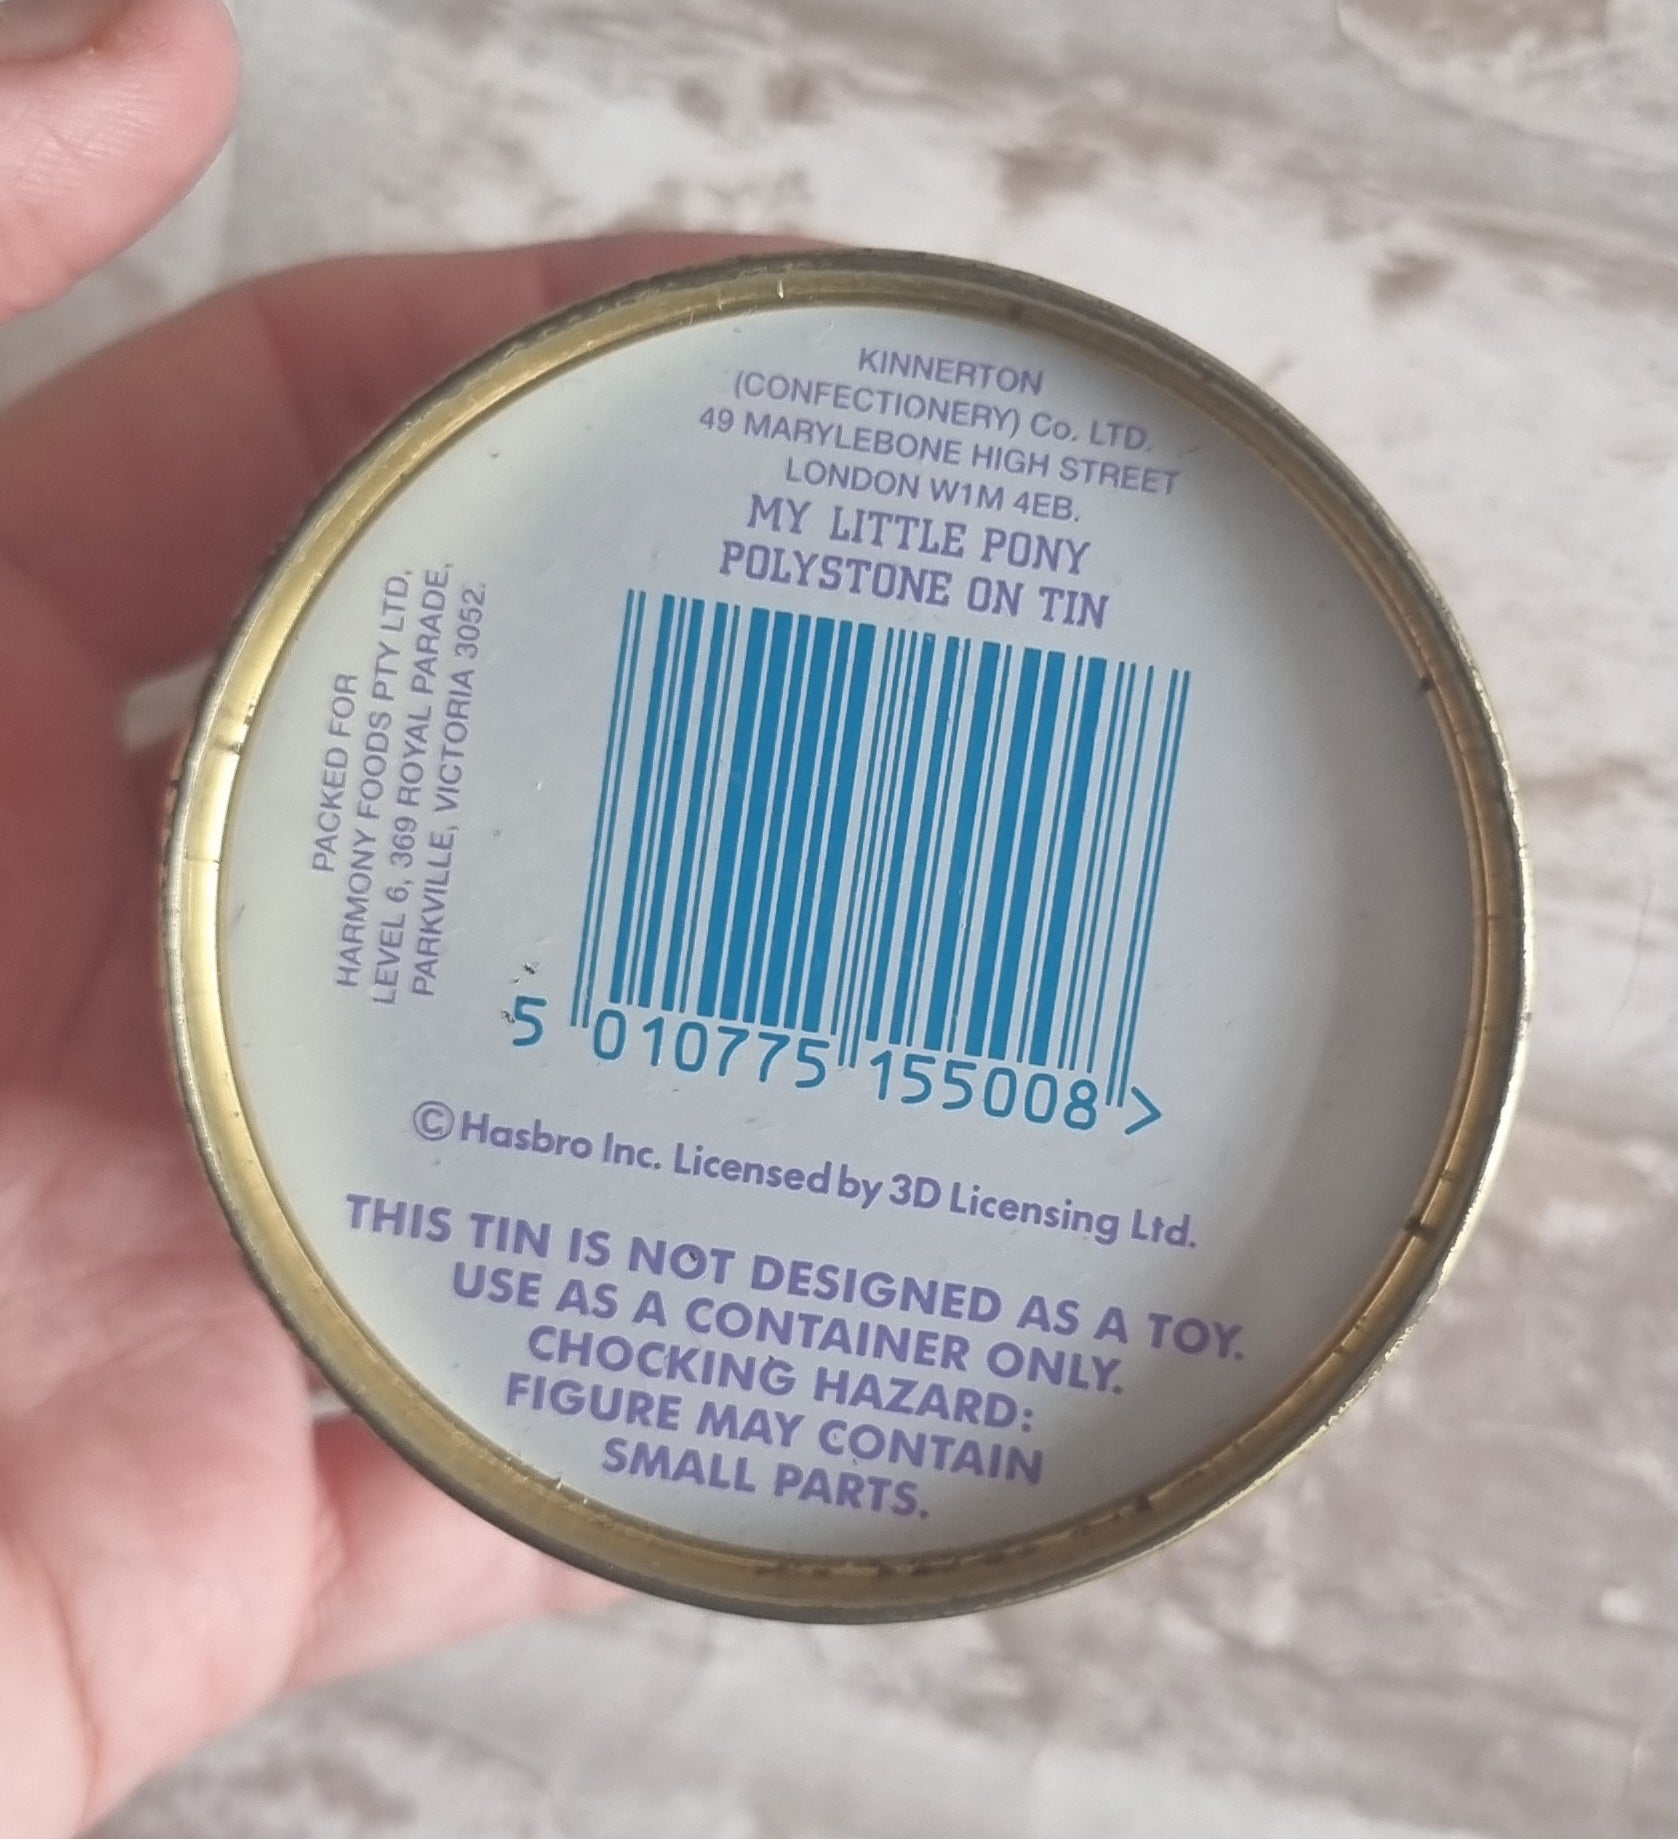 KINNERTON
(CONFECTIONERY) Co. LTD.
49 MARYLEBONE HIGH STREET
LONDON W1M 4EB.
MY LITTLE PONY
POLYSTONE ON TIN
PACKED FOR
HARMONY FOODS PTY LTD,
LEVEL 6, 369 ROYAL PARADE,
PARKVILLE, VICTORIA 3052.
5 010775 155008 >
©Hasbro Inc. Licensed by 3D Licensing Ltd.
THIS TIN IS NOT DESIGNED AS A TOY.
USE AS A CONTAINER ONLY.
CHOCKING HAZARD:
FIGURE MAY CONTAIN
SMALL PARTS.